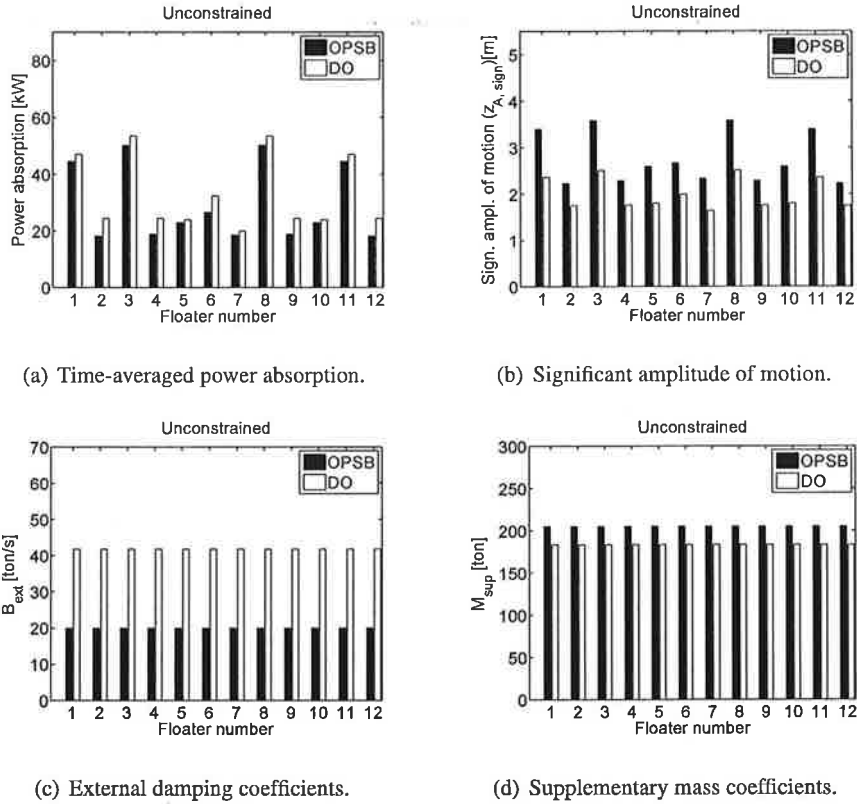 Unconstrained
OPSB
DO
Power absorption [kW]
80
60
40
20
0
1 2 3 4 5 6 7 8 9 10 11 12
Floater number
(a) Time-averaged power absorption.
Unconstrained
OPSB
DO
Sign. ampl. of motion (z_A, sign)[m]
5
4
3
2
1
0
1 2 3 4 5 6 7 8 9 10 11 12
Floater number
(b) Significant amplitude of motion.
Unconstrained
OPSB
DO
B_ext [ton/s]
70
60
50
40
30
20
10
0
1 2 3 4 5 6 7 8 9 10 11 12
Floater number
(c) External damping coefficients.
Unconstrained
OPSB
DO
M_sup [ton]
300
250
200
150
100
50
0
1 2 3 4 5 6 7 8 9 10 11 12
Floater number
(d) Supplementary mass coefficients.